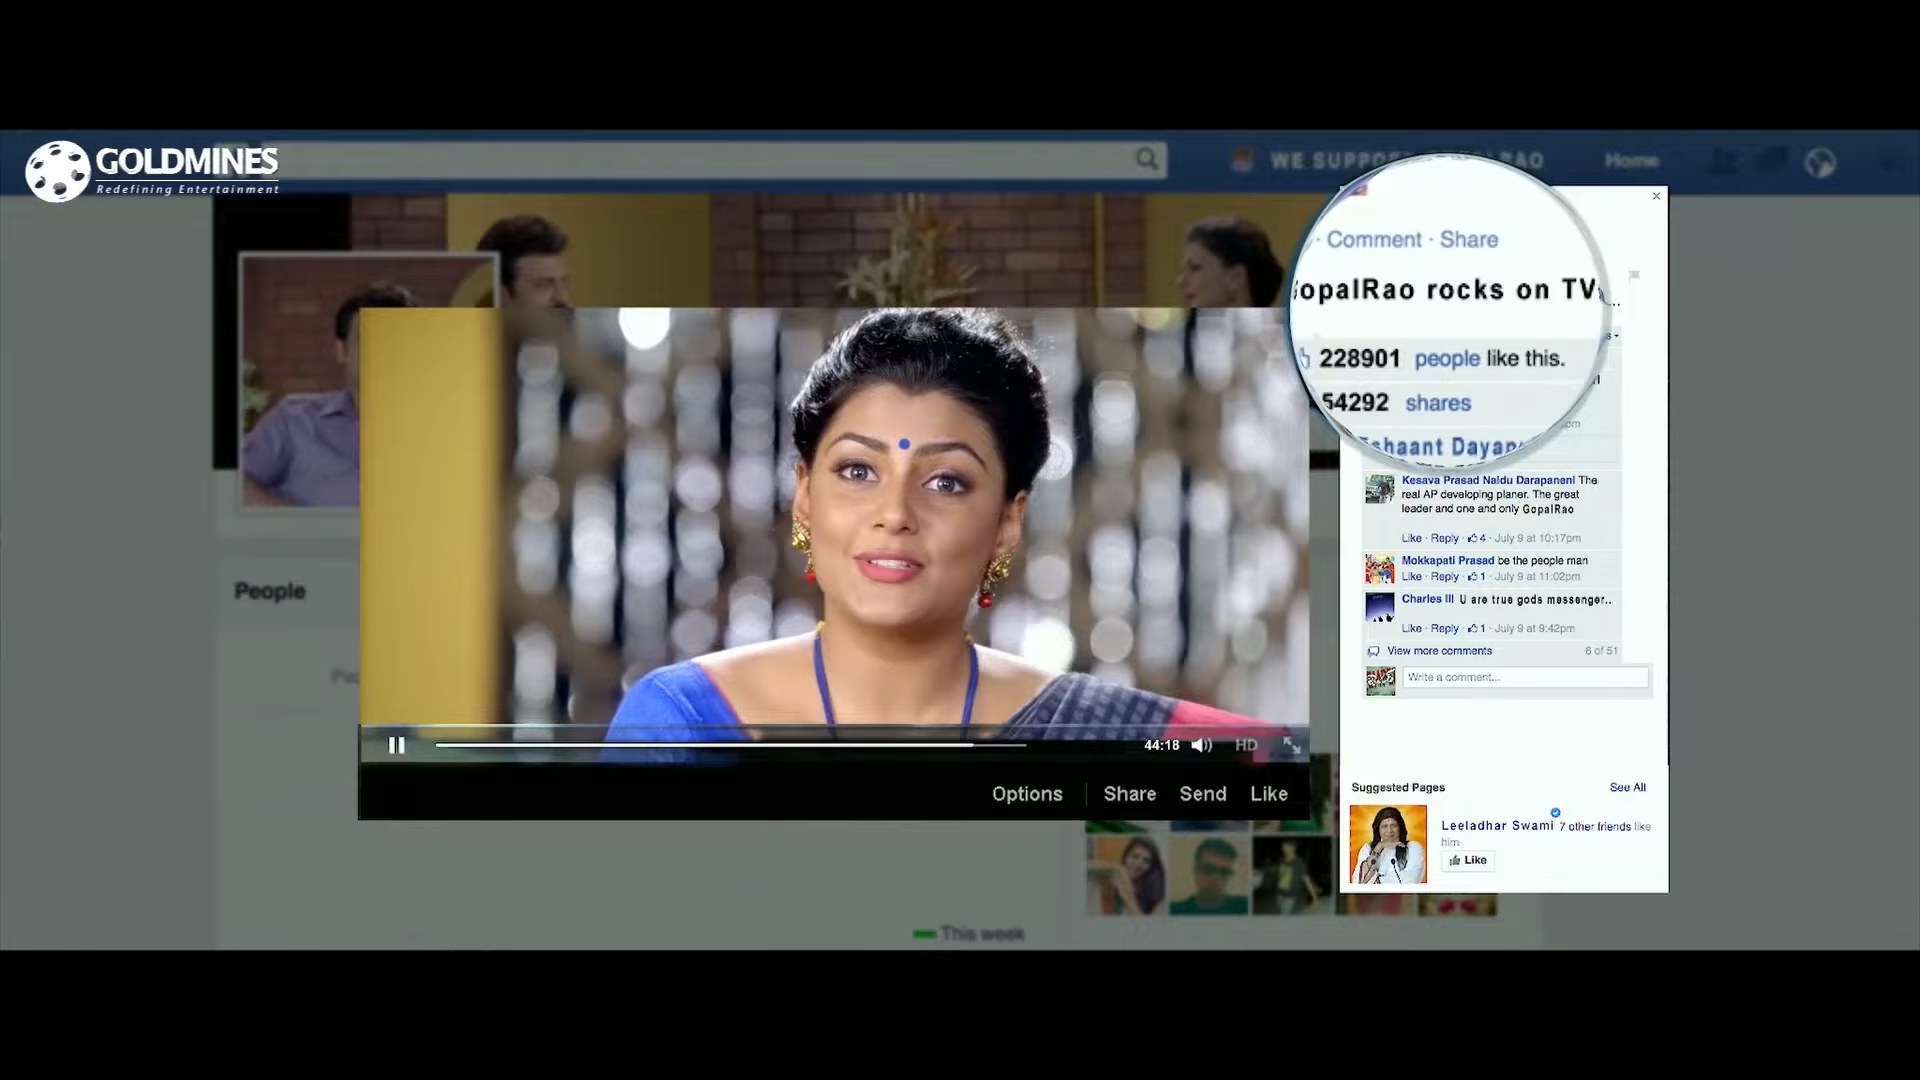 GOLDMINES
Redefining Entertainment
WE SUPPORT
RAO
Home
Comment · Share
opalRao rocks on TV
228901 people like this.
54292 shares
shaant Dayan
Kesava Prasad Naidu Darapaneni The
real AP developing planer. The great
leader and one and only GopalRao
Like · Reply · 4 · July 9 at 10:17pm
Mokkapati Prasad be the people man
Like · Reply · 1 · July 9 at 11:02pm
Charles III U are true gods messenger..
Like · Reply · 1 · July 9 at 9:42pm
View more comments 6 of 51
Write a comment...
People
44:18 HD
Options | Share Send Like
Suggested Pages See All
Leeladhar Swami 7 other friends like
him
Like
This week